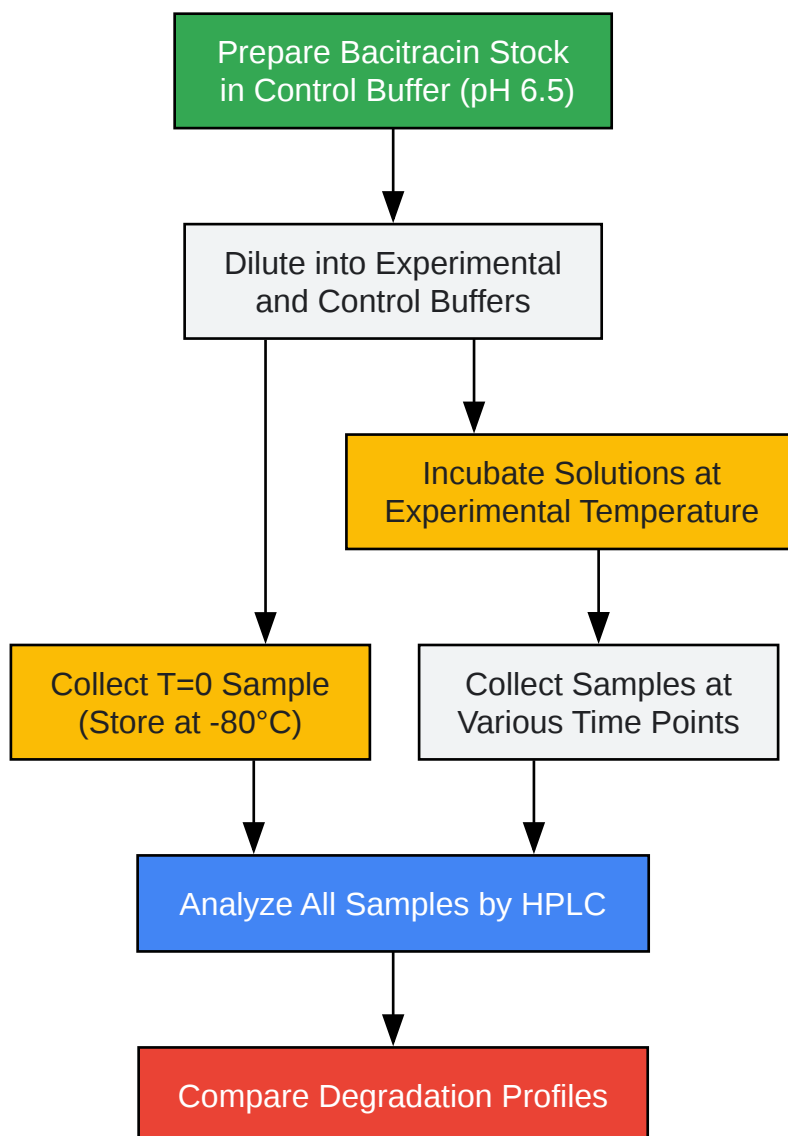 Prepare Bacitracin Stock
in Control Buffer (pH 6.5)
Dilute into Experimental
and Control Buffers
Incubate Solutions at
Experimental Temperature
Collect T=0 Sample
(Store at -80°C)
Collect Samples at
Various Time Points
Analyze All Samples by HPLC
Compare Degradation Profiles